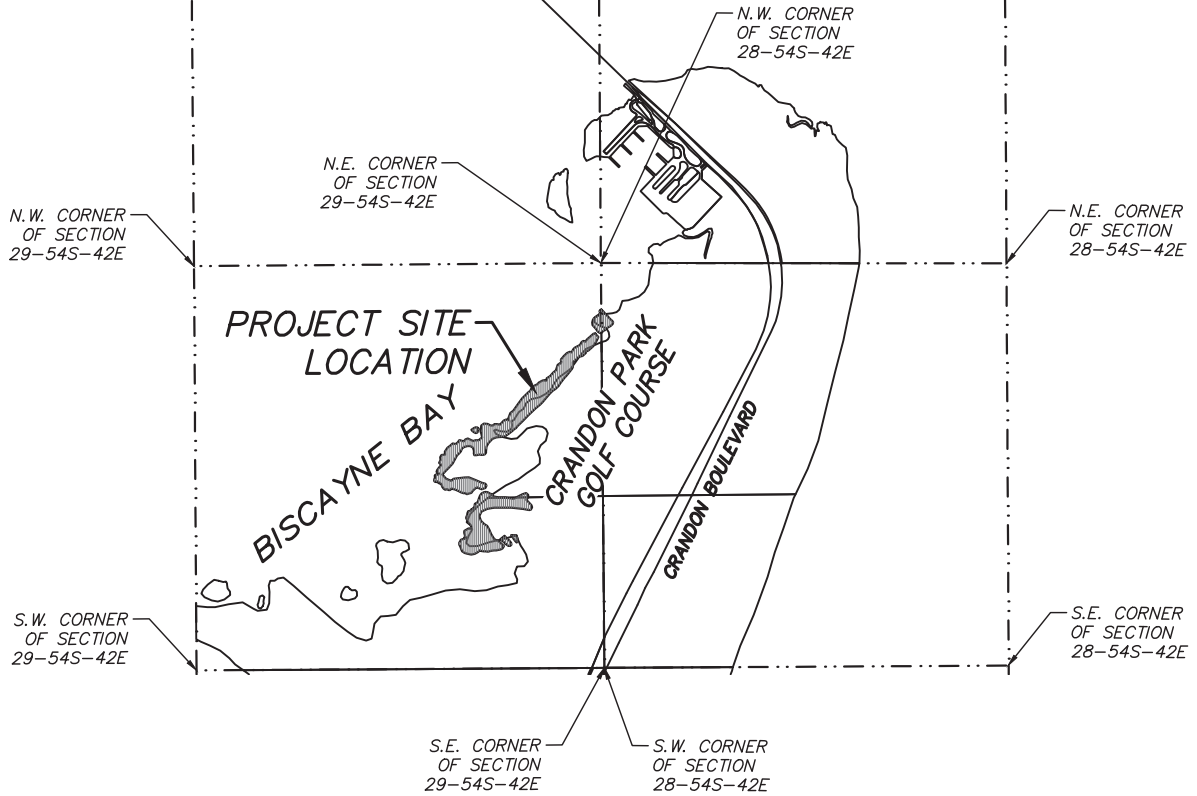 N.W. CORNER
OF SECTION
28-54S-42E
N.E. CORNER
OF SECTION
29-54S-42E
N.W. CORNER
OF SECTION
29-54S-42E
N.E. CORNER
OF SECTION
28-54S-42E
PROJECT SITE
LOCATION
BISCAYNE BAY
CRANDON PARK
GOLF COURSE
CRANDON BOULEVARD
S.W. CORNER
OF SECTION
29-54S-42E
S.E. CORNER
OF SECTION
28-54S-42E
S.E. CORNER
OF SECTION
29-54S-42E
S.W. CORNER
OF SECTION
28-54S-42E